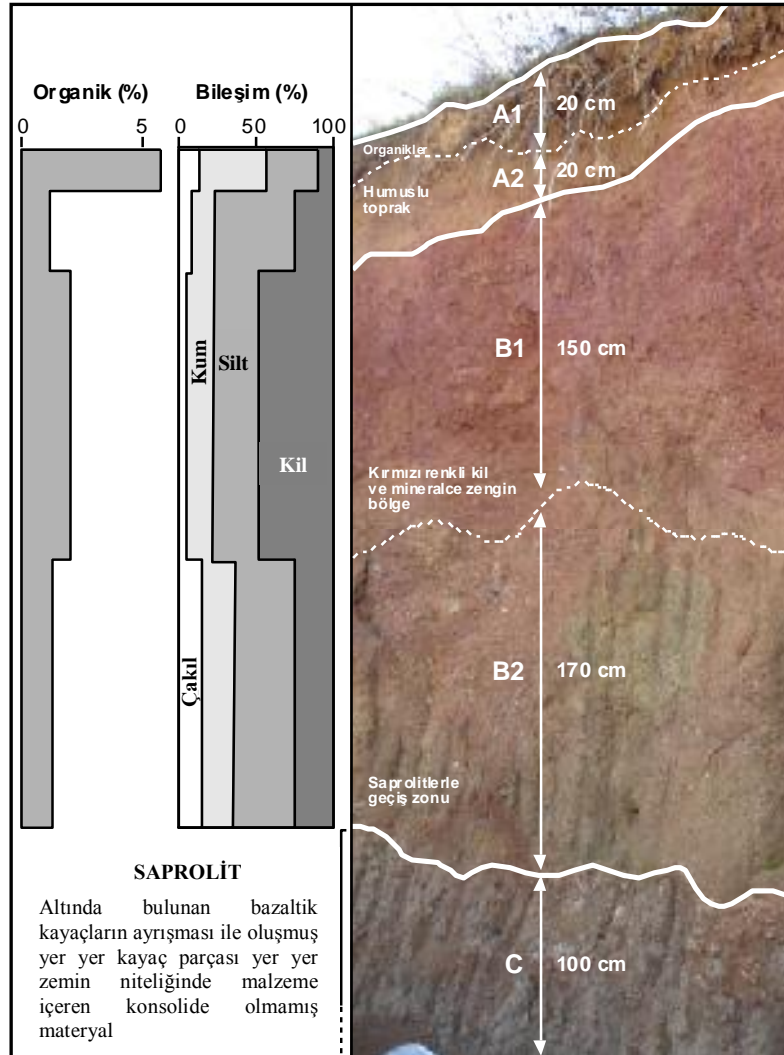 Organik (%)
Bileşim (%)
0 5 0 50 100
Kum
Silt
Kil
Çakıl
SAPROLİT
Altında bulunan bazaltik
kayaçların ayrışması ile oluşmuş
yer yer kayaç parçası yer yer
zemin niteliğinde malzeme
içeren konsolide olmamış
materyal
A1
20 cm
Organikler
A2
20 cm
Humuslu
toprak
B1
150 cm
Kırmızı renkli kil
ve mineralce zengin
bölge
B2
170 cm
Saprolitlerle
geçiş zonu
C
100 cm